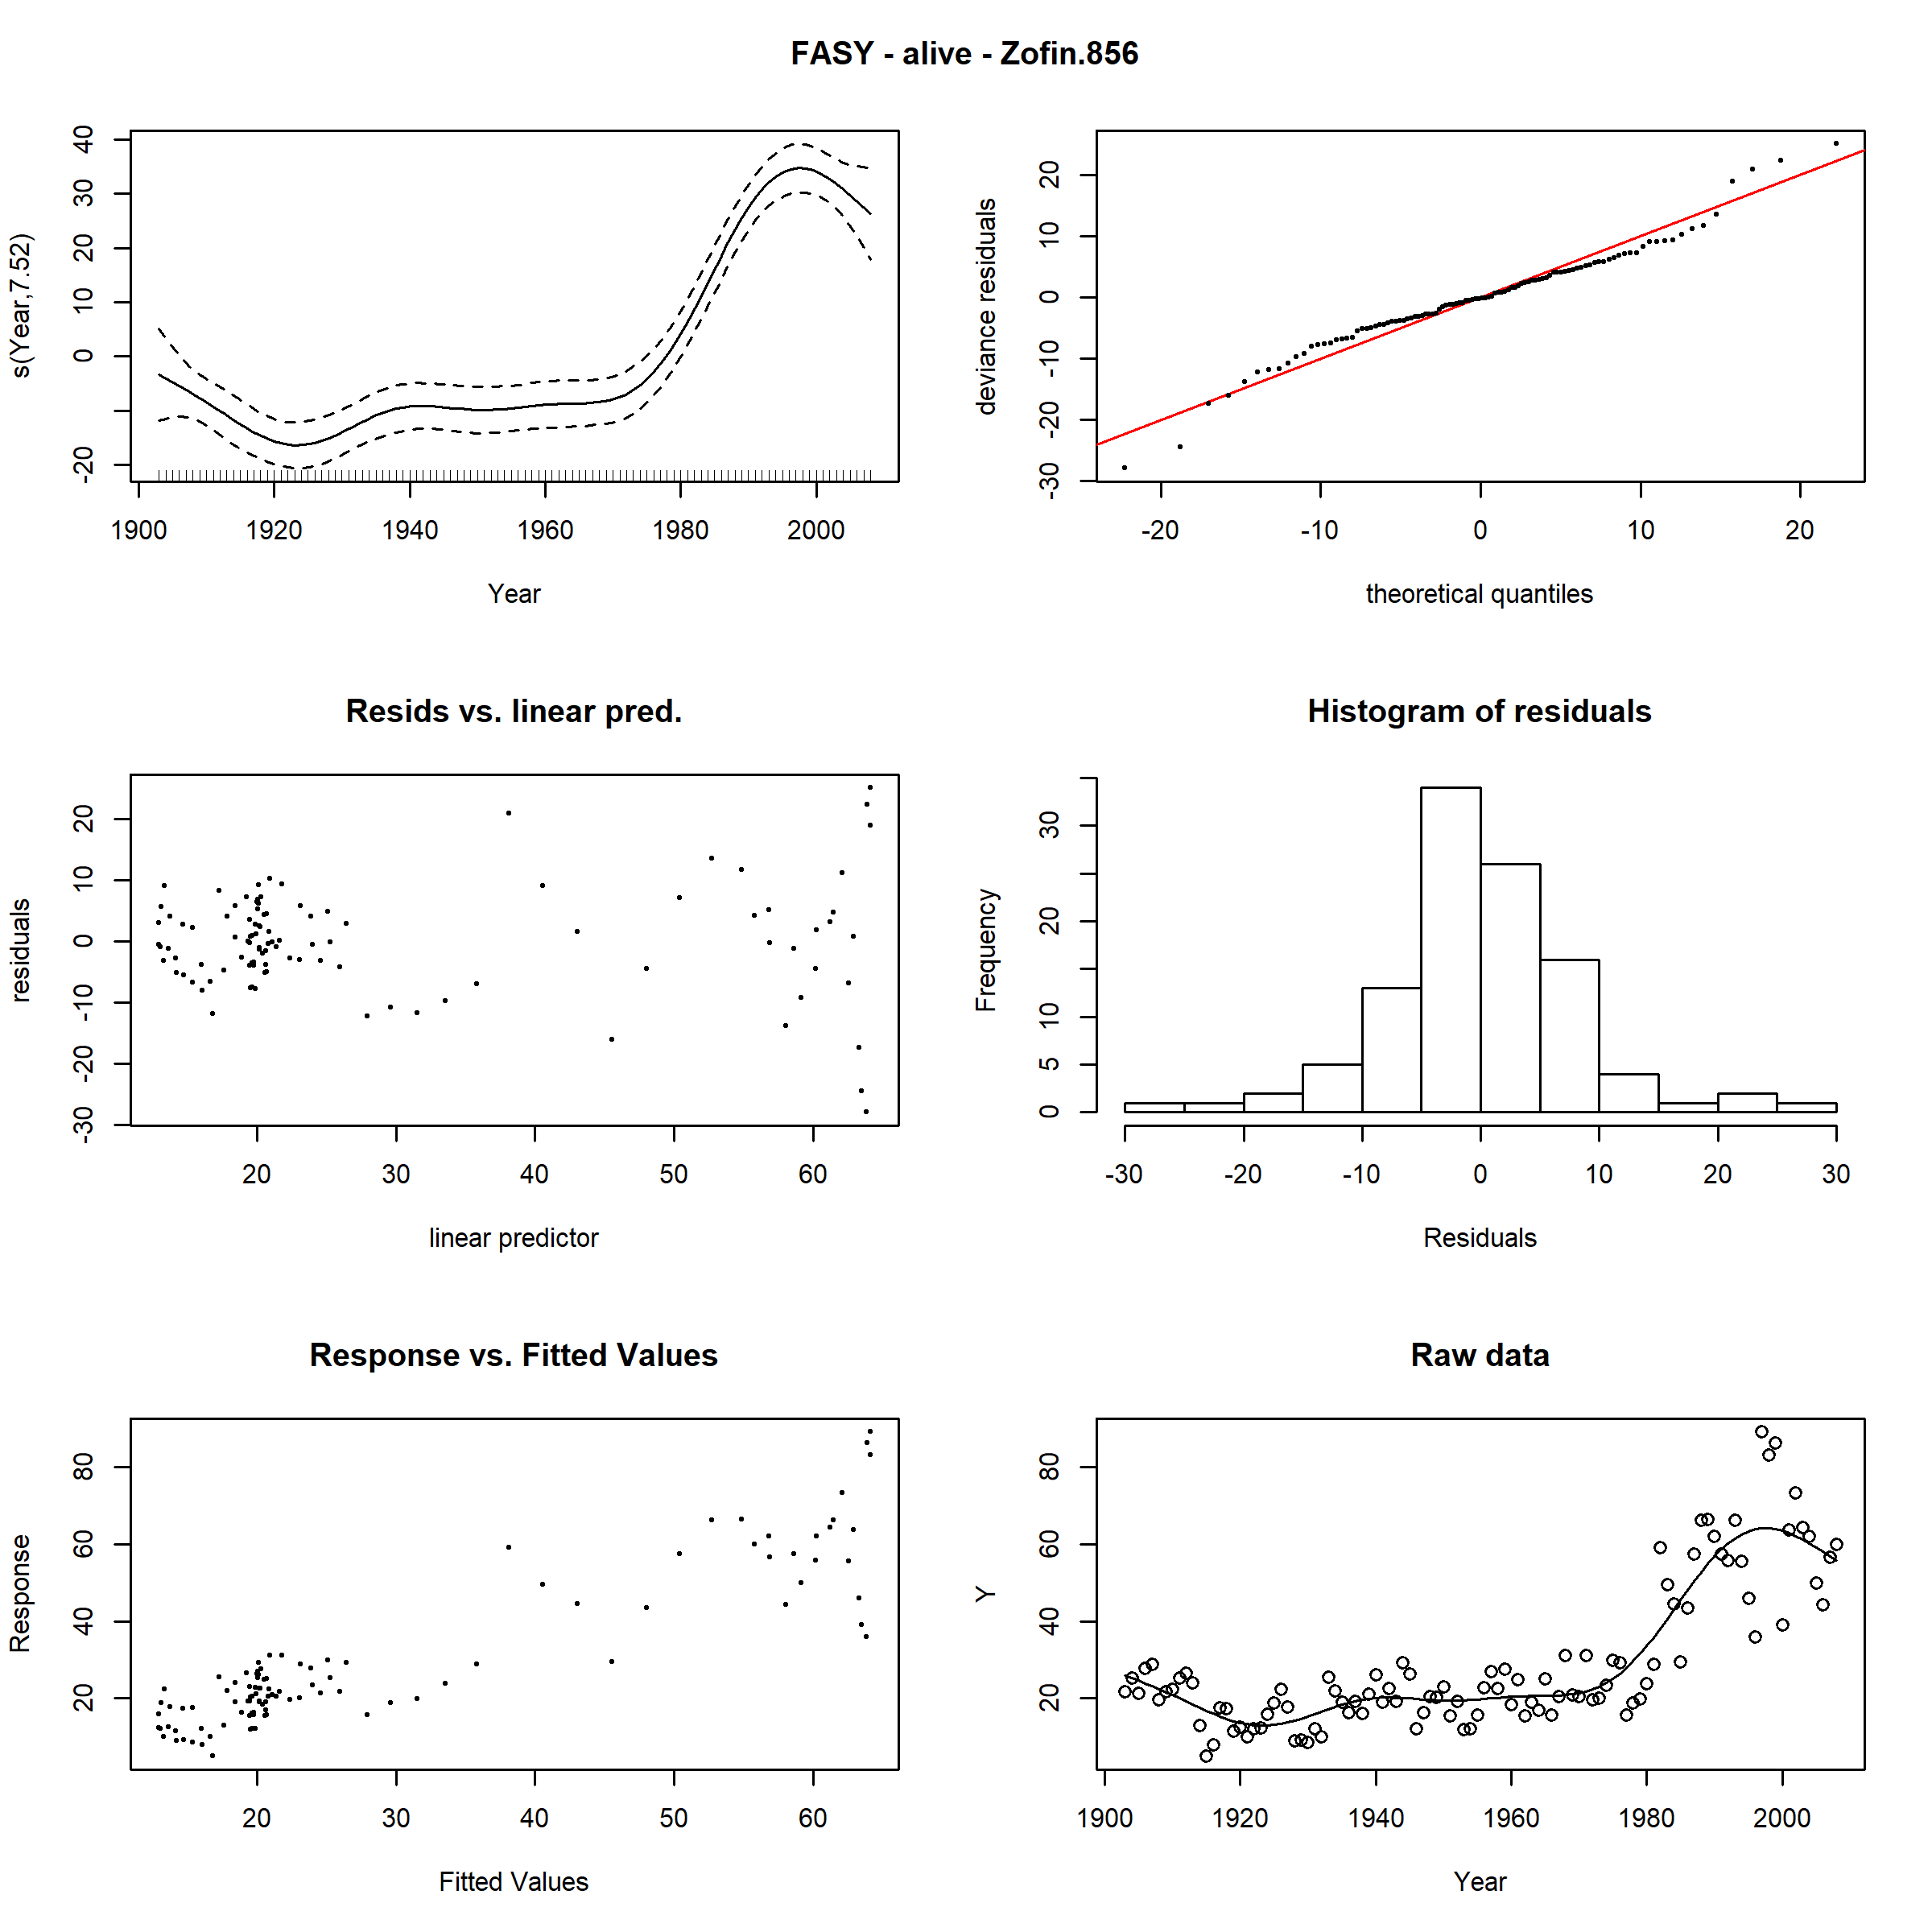 FASY - alive - Zofin.856
s(Year,7.52)
40
30
20
10
0
-20
1900 1920 1940 1960 1980 2000
Year
deviance residuals
20
10
0
-10
-20
-30
-20 -10 0 10 20
theoretical quantiles
Resids vs. linear pred.
residuals
20
10
0
-10
-20
-30
20 30 40 50 60
linear predictor
Histogram of residuals
Frequency
30
20
10
5
0
-30 -20 -10 0 10 20 30
Residuals
Response vs. Fitted Values
Response
80
60
40
20
20 30 40 50 60
Fitted Values
Raw data
Y
80
60
40
20
1900 1920 1940 1960 1980 2000
Year